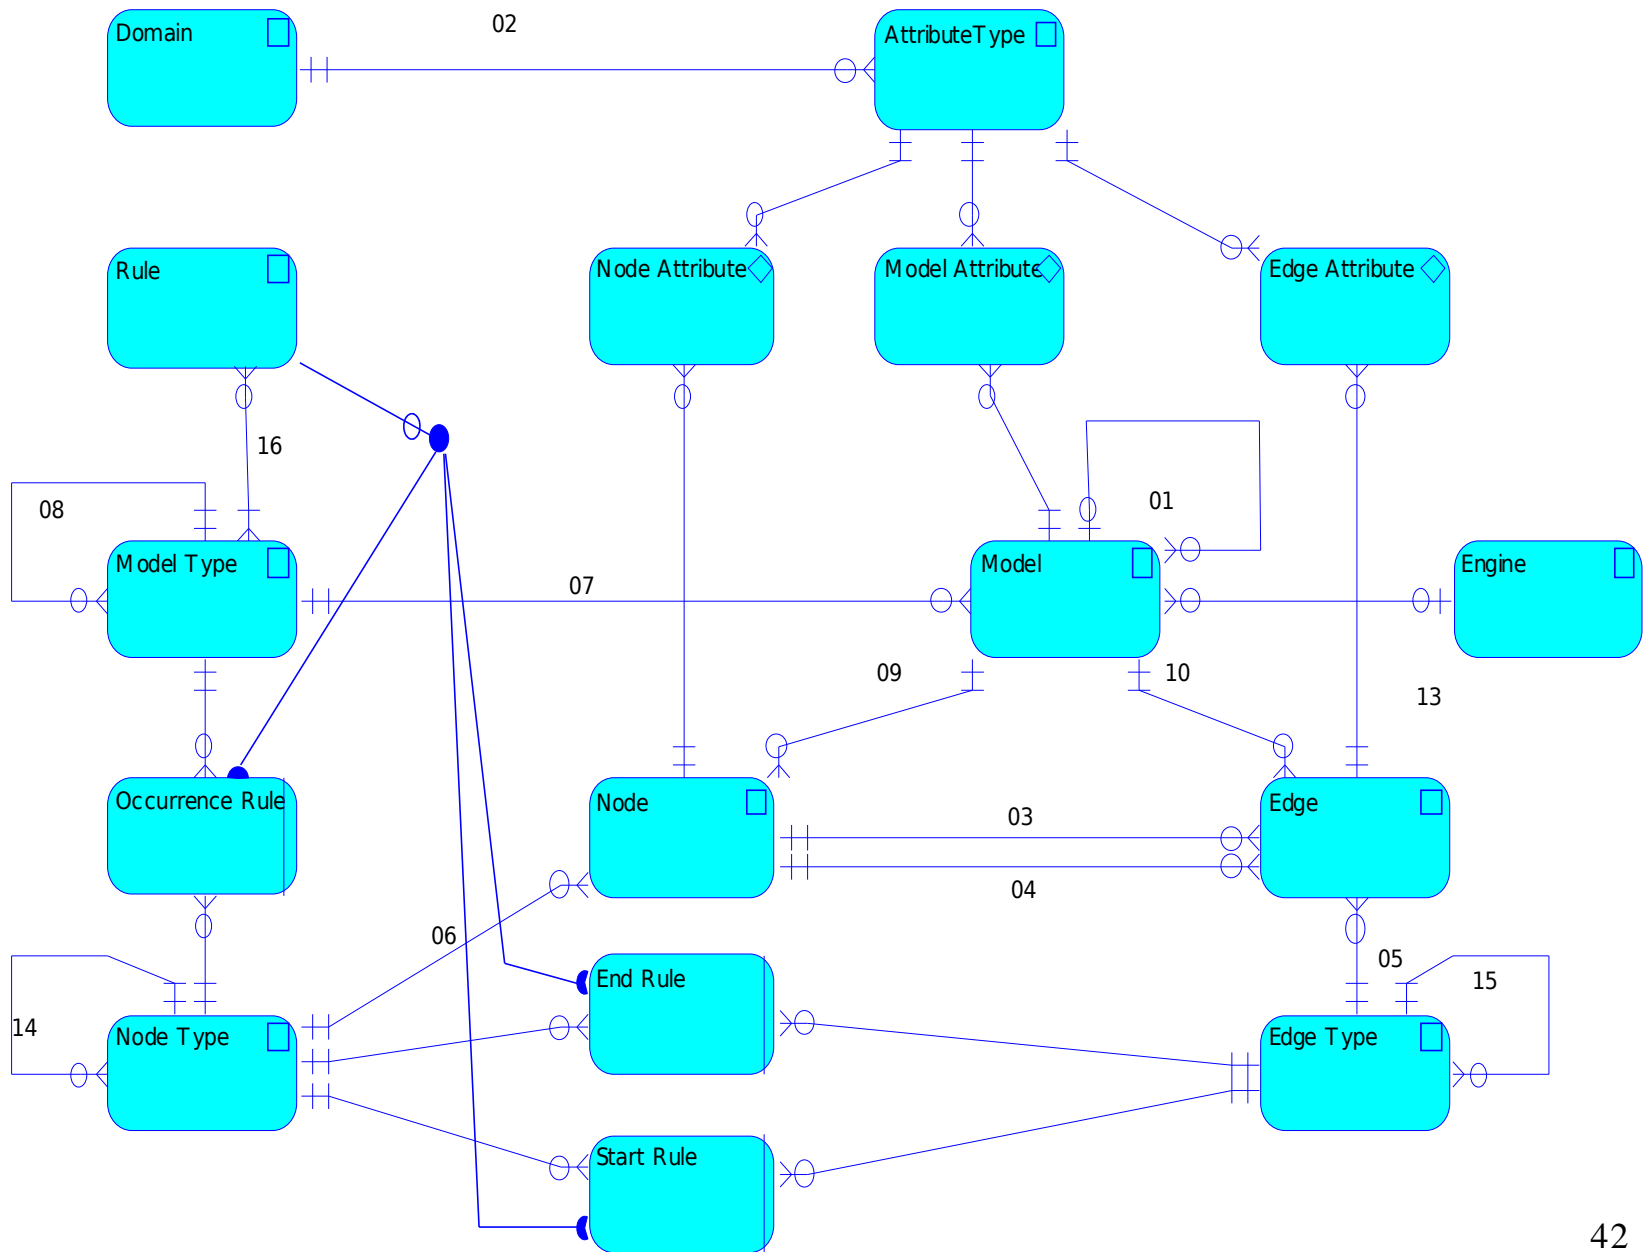 02
Domain
AttributeType
Rule
Node Attribute
Model Attribute
Edge Attribute
16
08
01
Model Type
Model
Engine
07
09
10
13
Occurrence Rule
Node
Edge
03
04
06
05
End Rule
15
14
Node Type
Edge Type
Start Rule
42